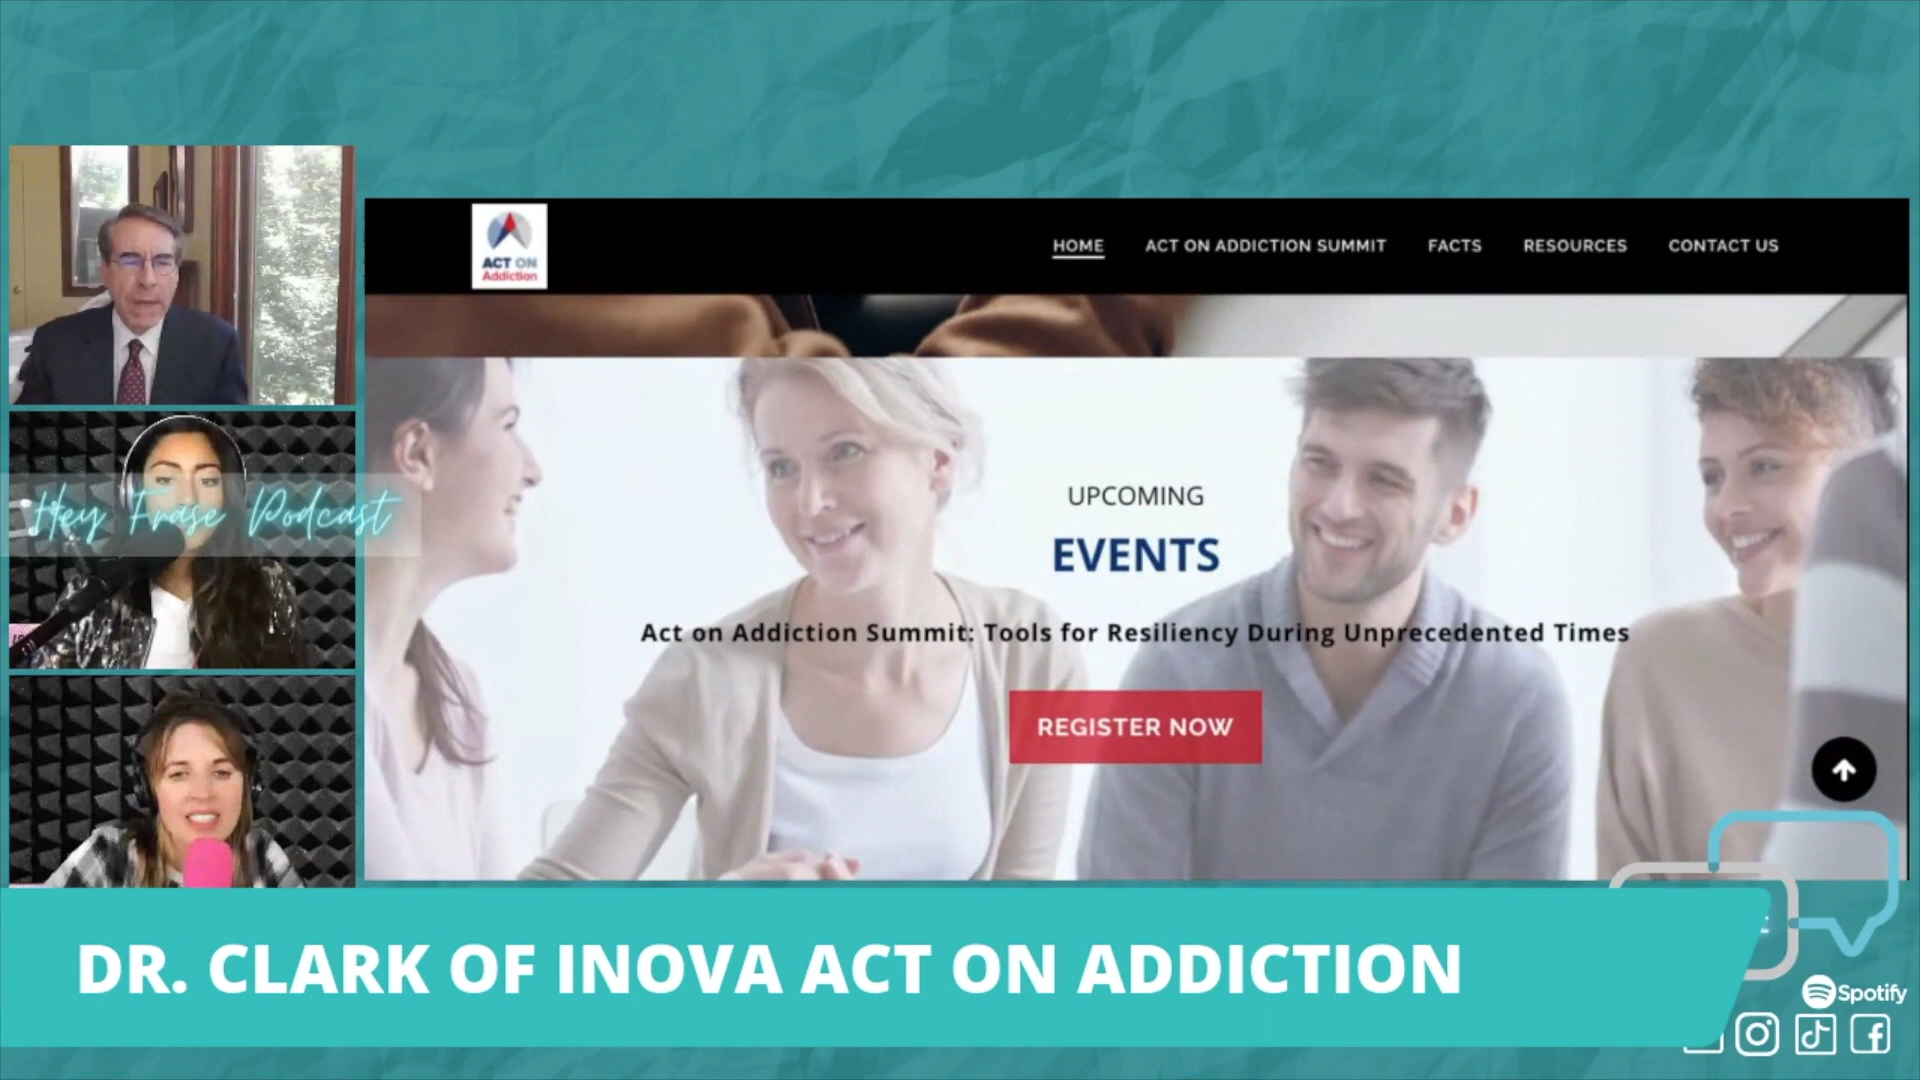 ACT ON
Addiction
HOME ACT ON ADDICTION SUMMIT FACTS RESOURCES CONTACT US
Hey Frase Podcast
UPCOMING
EVENTS
Act on Addiction Summit: Tools for Resiliency During Unprecedented Times
REGISTER NOW
DR. CLARK OF INOVA ACT ON ADDICTION
Spotify